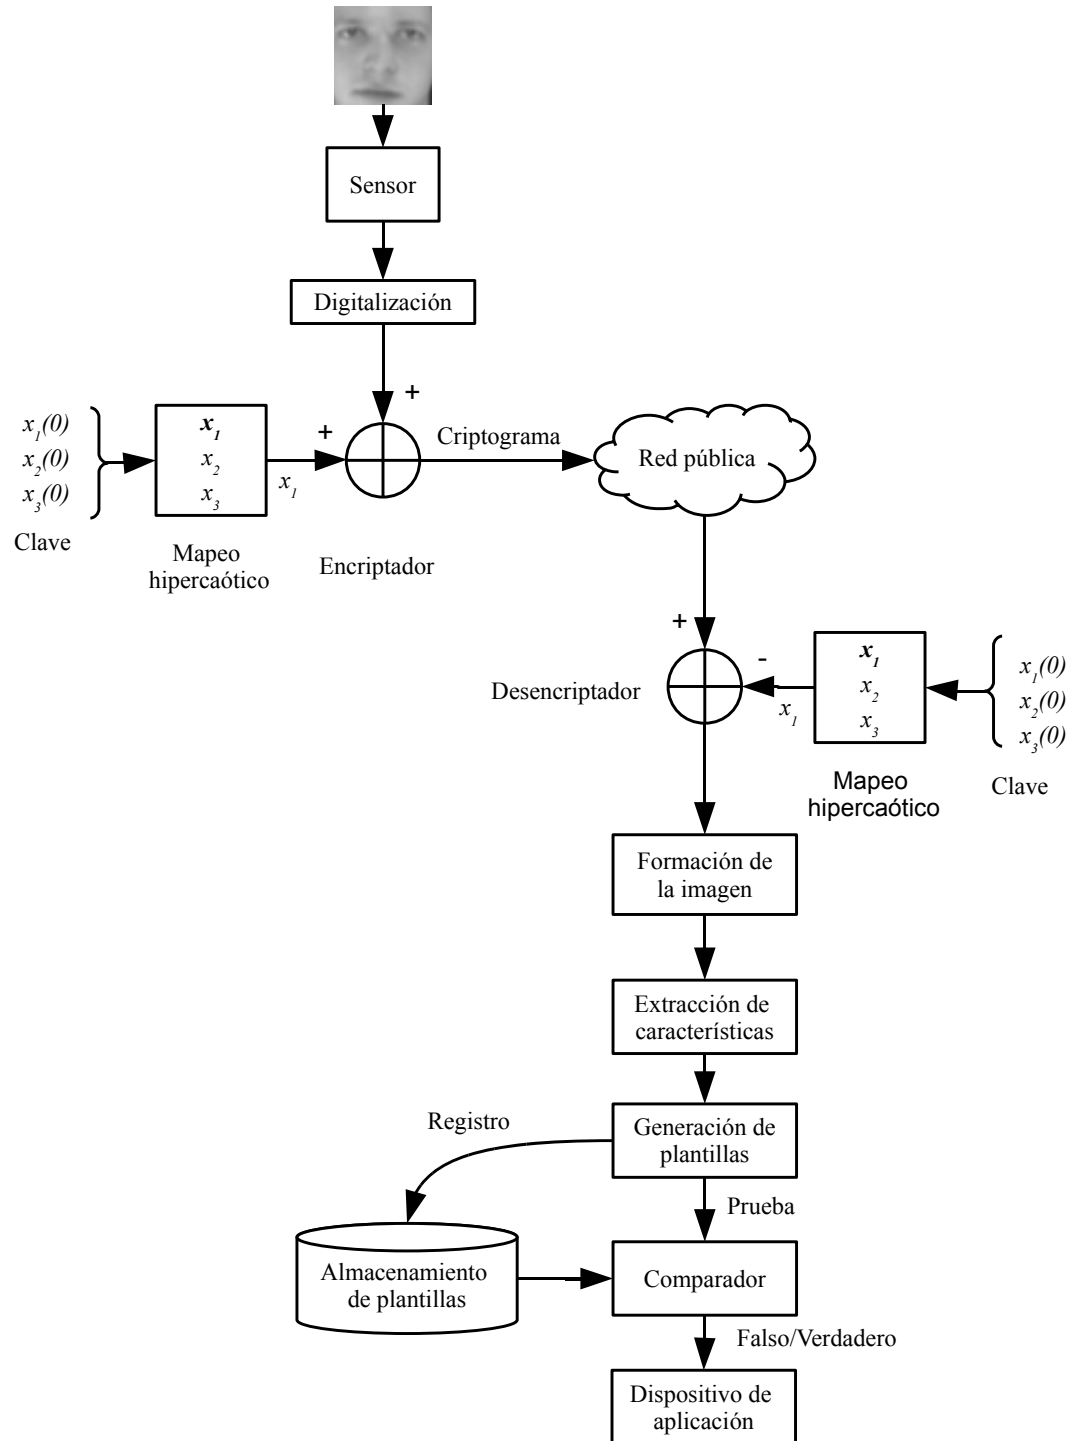 Sensor
Digitalización
+
x1(0)
x2(0)
x3(0)
Clave
x1
x2
x3
Mapeo
hipercaótico
x1
+
Encriptador
Criptograma
Red pública
+
Desencriptador
-
x1
x1
x2
x3
Mapeo
hipercaótico
x1(0)
x2(0)
x3(0)
Clave
Formación de
la imagen
Extracción de
características
Generación de
plantillas
Registro
Prueba
Almacenamiento
de plantillas
Comparador
Falso/Verdadero
Dispositivo de
aplicación